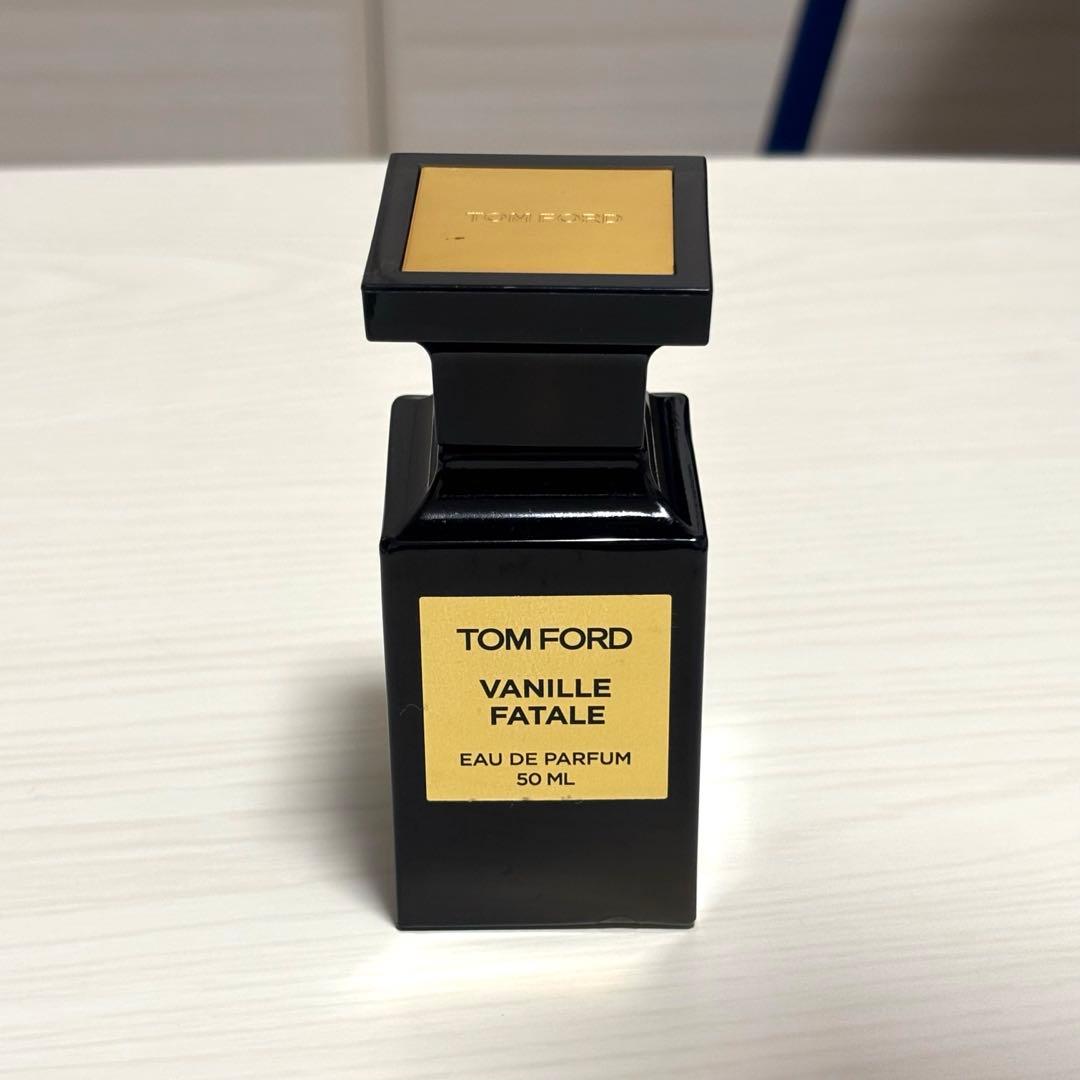 TOM FORD
TOM FORD
VANILLE
FATALE
EAU DE PARFUM
50 ML